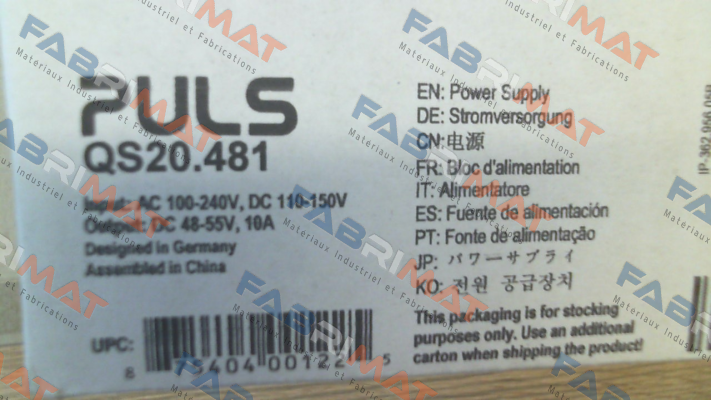 PULS
QS20.481
Input: AC 100-240V, DC 110-150V
Output: DC 48-55V, 10A
Designed in Germany
Assembled in China
UPC:
EN: Power Supply
DE: Stromversorgung
CN:电源
FR: Bloc d'alimentation
IT: Alimentatore
ES: Fuente de alimentación
PT: Fonte de alimentação
JP: パワーサプライ
KO: 전원 공급장치
This packaging is for stocking
purposes only. Use an additional
carton when shipping the product!
FABRIMAT
Matériaux Industriel et Fabrications